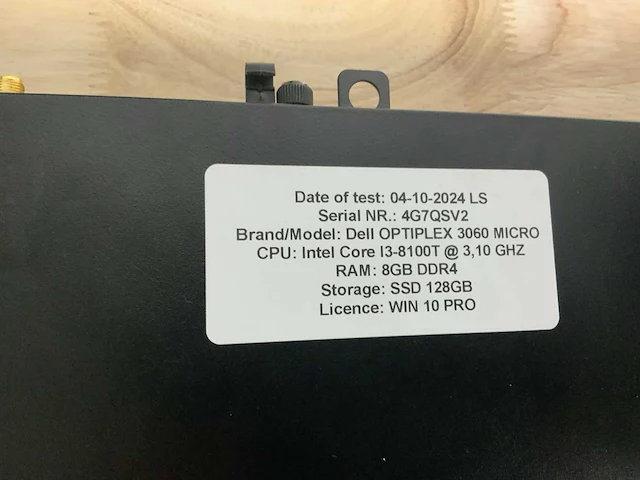 Date of test: 04-10-2024 LS
Serial NR.: 4G7QSV2
Brand/Model: Dell OPTIPLEX 3060 MICRO
CPU: Intel Core I3-8100T @ 3,10 GHZ
RAM: 8GB DDR4
Storage: SSD 128GB
Licence: WIN 10 PRO